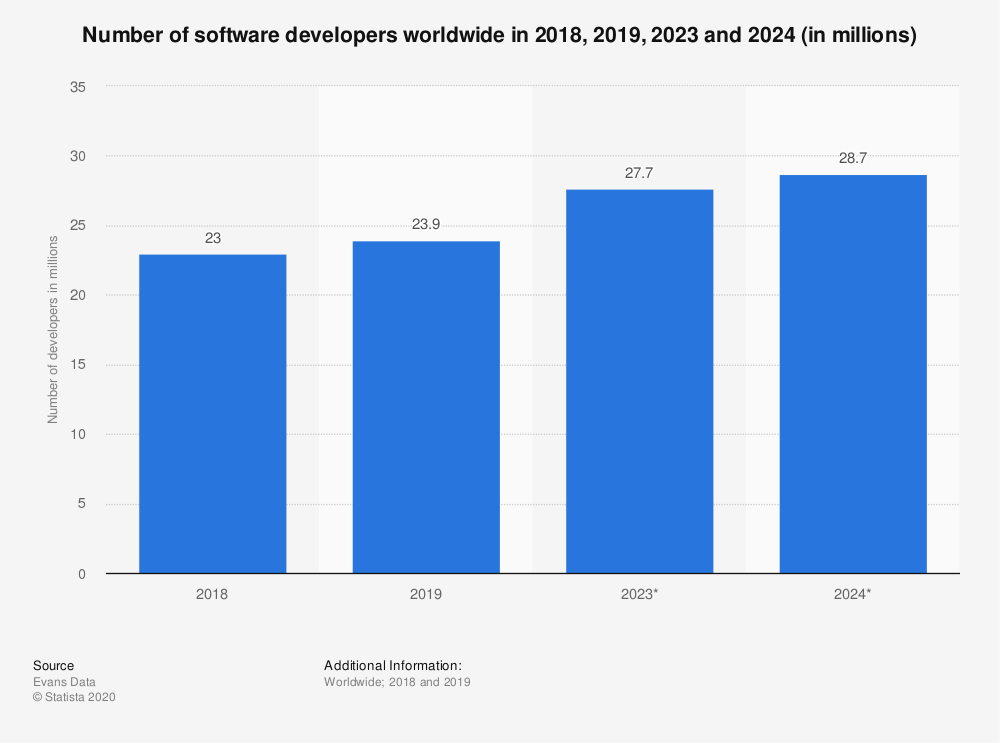 Number of software developers worldwide in 2018, 2019, 2023 and 2024 (in millions)
Number of developers in millions
35
30
25
20
15
10
5
0
23
23.9
27.7
28.7
2018
2019
2023*
2024*
Source
Evans Data
© Statista 2020
Additional Information:
Worldwide; 2018 and 2019